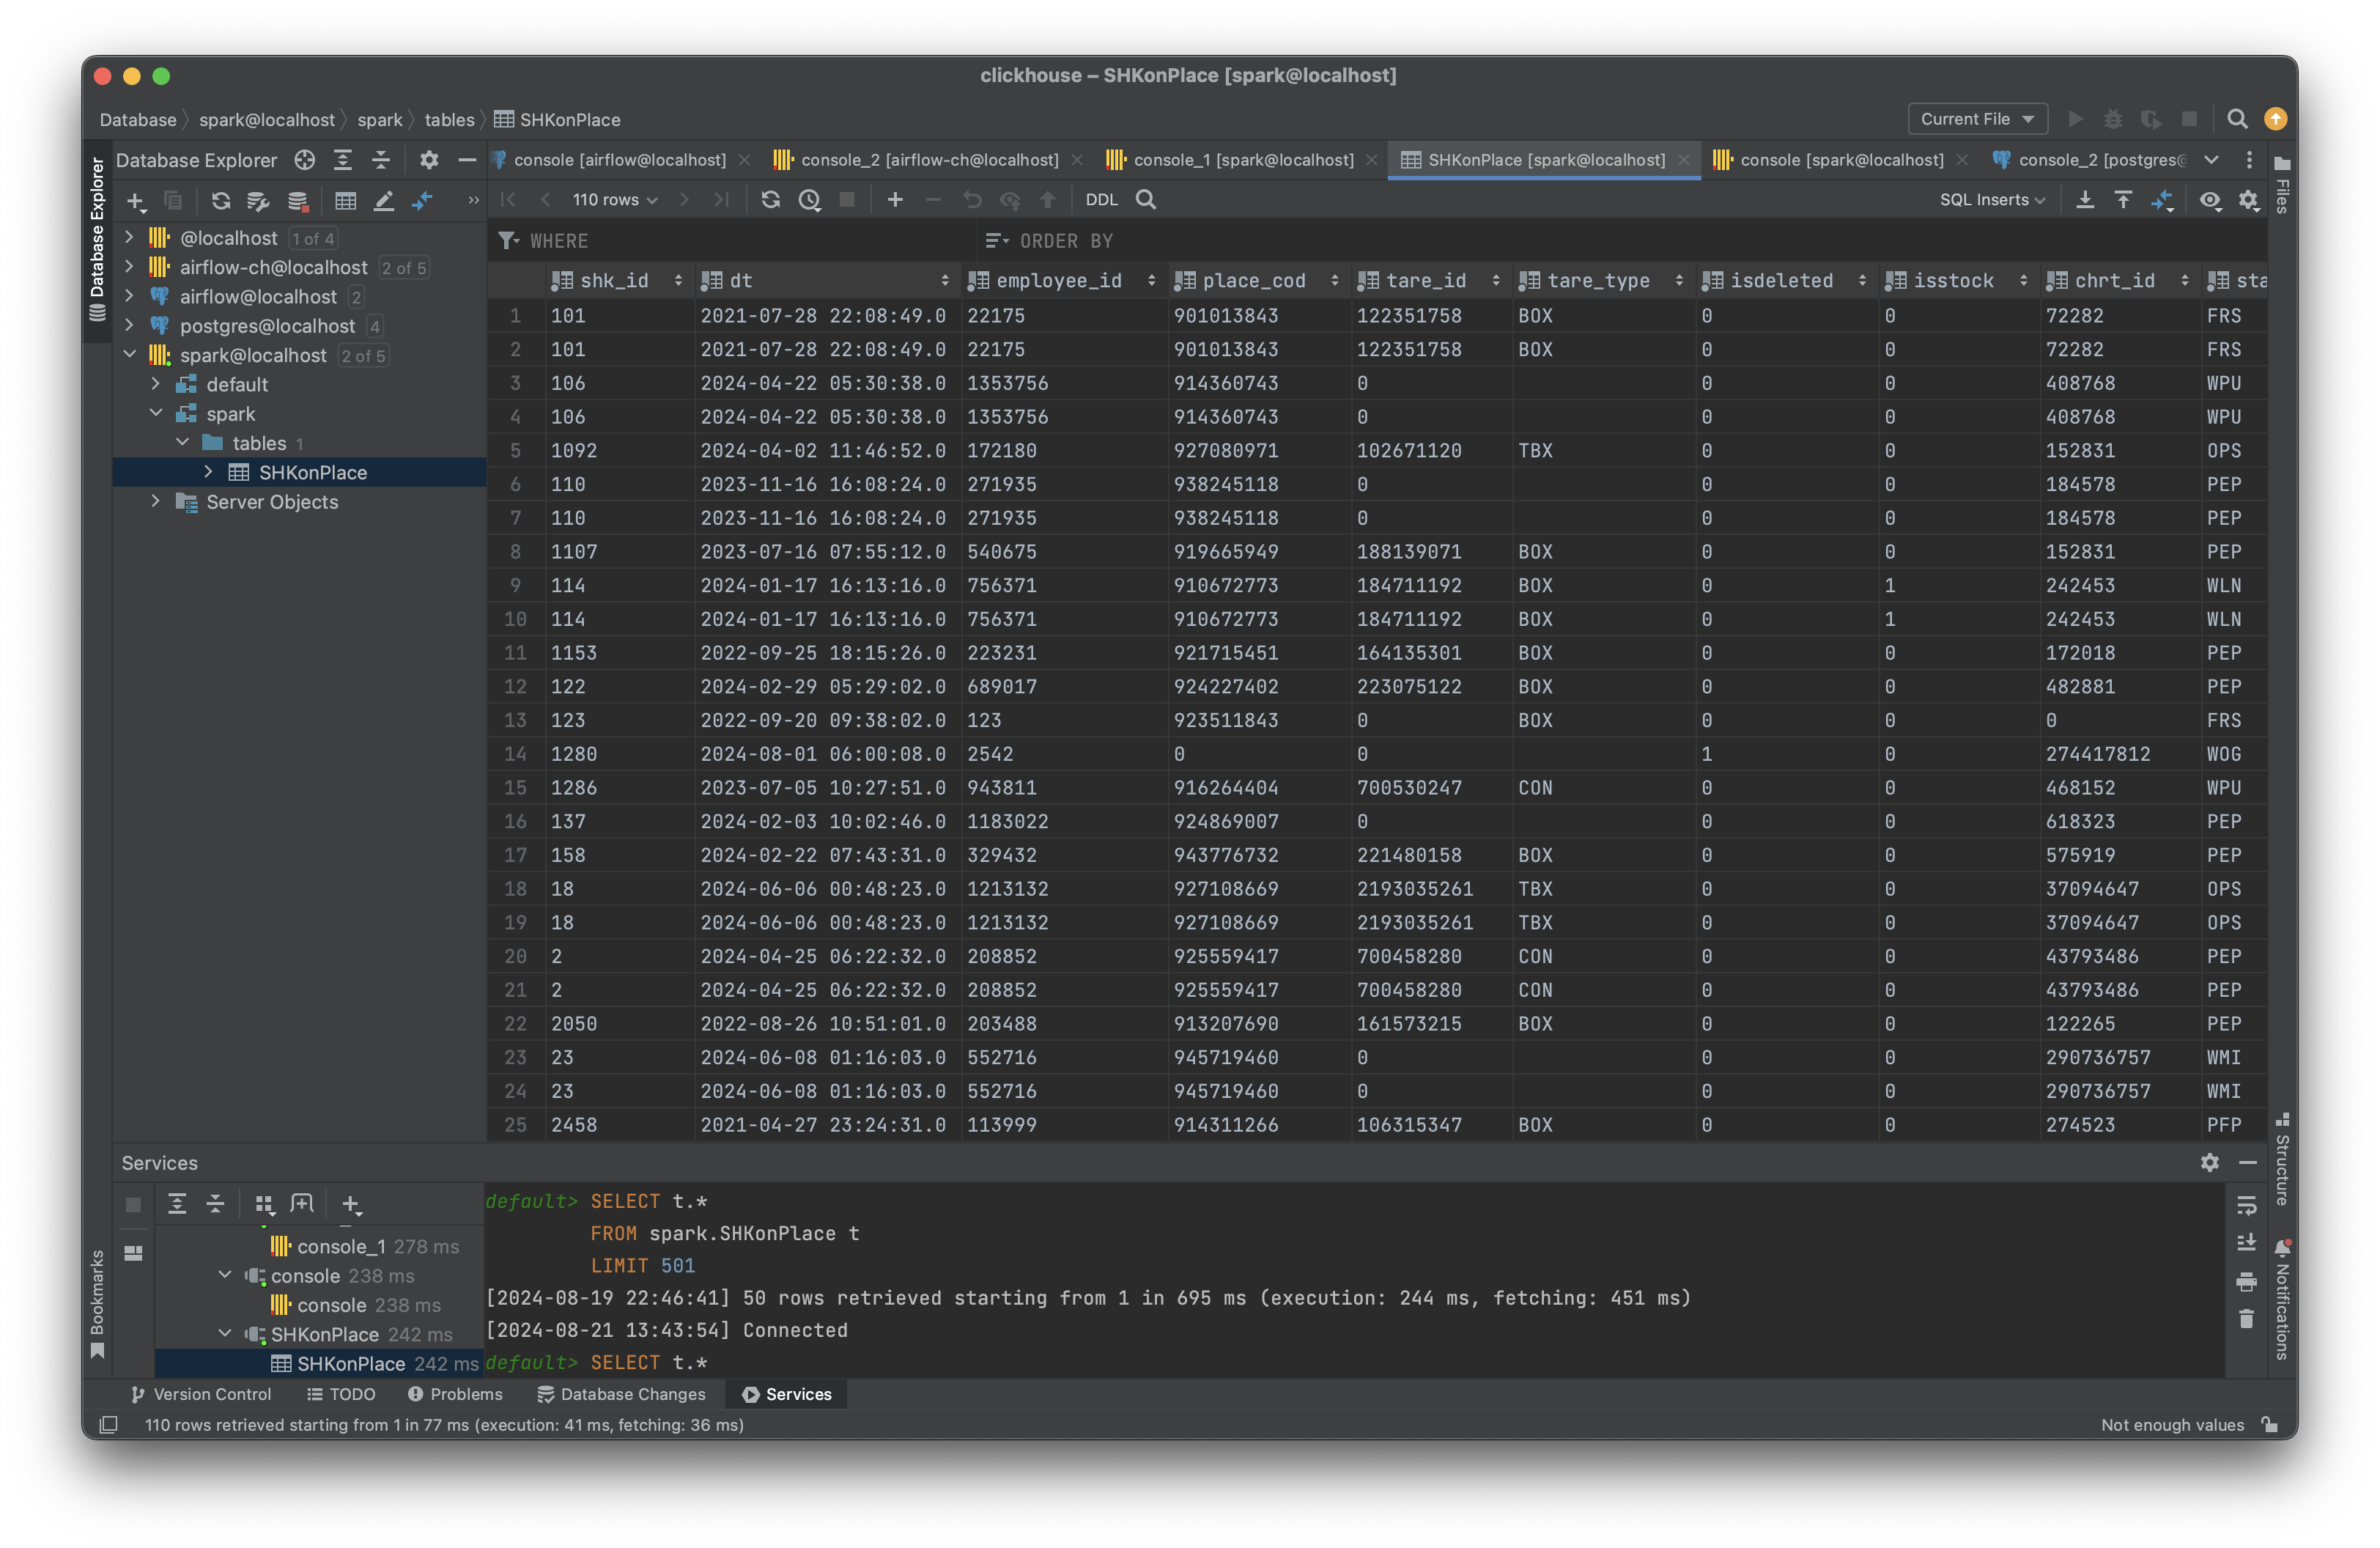 clickhouse – SHKonPlace [spark@localhost]
Database spark@localhost spark tables SHKonPlace
Current File
Database Explorer
Database Explorer
console [airflow@localhost] console_2 [airflow-ch@localhost] console_1 [spark@localhost] SHKonPlace [spark@localhost] console [spark@localhost] console_2 [postgres@
Files
110 rows DDL SQL Inserts
WHERE ORDER BY
@localhost 1 of 4
airflow-ch@localhost 2 of 5
airflow@localhost 2
postgres@localhost 4
spark@localhost 2 of 5
default
spark
tables 1
SHKonPlace
Server Objects
shk_id dt employee_id place_cod tare_id tare_type isdeleted isstock chrt_id sta
1 101 2021-07-28 22:08:49.0 22175 901013843 122351758 BOX 0 0 72282 FRS
2 101 2021-07-28 22:08:49.0 22175 901013843 122351758 BOX 0 0 72282 FRS
3 106 2024-04-22 05:30:38.0 1353756 914360743 0 0 0 408768 WPU
4 106 2024-04-22 05:30:38.0 1353756 914360743 0 0 0 408768 WPU
5 1092 2024-04-02 11:46:52.0 172180 927080971 102671120 TBX 0 0 152831 OPS
6 110 2023-11-16 16:08:24.0 271935 938245118 0 0 0 184578 PEP
7 110 2023-11-16 16:08:24.0 271935 938245118 0 0 0 184578 PEP
8 1107 2023-07-16 07:55:12.0 540675 919665949 188139071 BOX 0 0 152831 PEP
9 114 2024-01-17 16:13:16.0 756371 910672773 184711192 BOX 0 1 242453 WLN
10 114 2024-01-17 16:13:16.0 756371 910672773 184711192 BOX 0 1 242453 WLN
11 1153 2022-09-25 18:15:26.0 223231 921715451 164135301 BOX 0 0 172018 PEP
12 122 2024-02-29 05:29:02.0 689017 924227402 223075122 BOX 0 0 482881 PEP
13 123 2022-09-20 09:38:02.0 123 923511843 0 BOX 0 0 0 FRS
14 1280 2024-08-01 06:00:08.0 2542 0 0 1 0 274417812 WOG
15 1286 2023-07-05 10:27:51.0 943811 916264404 700530247 CON 0 0 468152 WPU
16 137 2024-02-03 10:02:46.0 1183022 924869007 0 0 0 618323 PEP
17 158 2024-02-22 07:43:31.0 329432 943776732 221480158 BOX 0 0 575919 PEP
18 18 2024-06-06 00:48:23.0 1213132 927108669 2193035261 TBX 0 0 37094647 OPS
19 18 2024-06-06 00:48:23.0 1213132 927108669 2193035261 TBX 0 0 37094647 OPS
20 2 2024-04-25 06:22:32.0 208852 925559417 700458280 CON 0 0 43793486 PEP
21 2 2024-04-25 06:22:32.0 208852 925559417 700458280 CON 0 0 43793486 PEP
22 2050 2022-08-26 10:51:01.0 203488 913207690 161573215 BOX 0 0 122265 PEP
23 23 2024-06-08 01:16:03.0 552716 945719460 0 0 0 290736757 WMI
24 23 2024-06-08 01:16:03.0 552716 945719460 0 0 0 290736757 WMI
25 2458 2021-04-27 23:24:31.0 113999 914311266 106315347 BOX 0 0 274523 PFP
Services
Structure
Notifications
Bookmarks
console_1 278 ms
console 238 ms
console 238 ms
SHKonPlace 242 ms
SHKonPlace 242 ms
default> SELECT t.*
FROM spark.SHKonPlace t
LIMIT 501
[2024-08-19 22:46:41] 50 rows retrieved starting from 1 in 695 ms (execution: 244 ms, fetching: 451 ms)
[2024-08-21 13:43:54] Connected
default> SELECT t.*
Version Control TODO Problems Database Changes Services
110 rows retrieved starting from 1 in 77 ms (execution: 41 ms, fetching: 36 ms) Not enough values